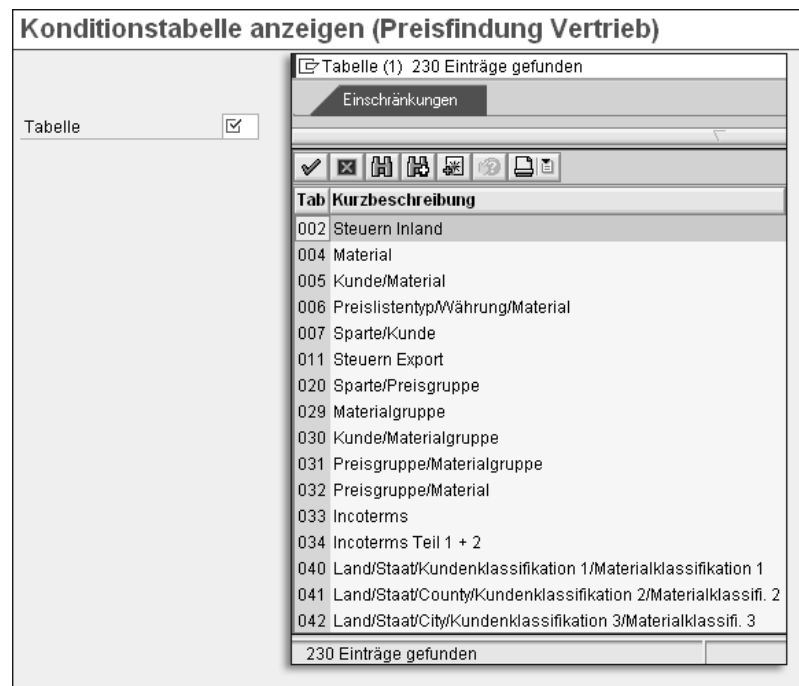 Konditionstabelle anzeigen (Preisfindung Vertrieb)
Tabelle (1) 230 Einträge gefunden
Einschränkungen
Tabelle
Tab Kurzbeschreibung
002 Steuern Inland
004 Material
005 Kunde/Material
006 Preislistentyp/Währung/Material
007 Sparte/Kunde
011 Steuern Export
020 Sparte/Preisgruppe
029 Materialgruppe
030 Kunde/Materialgruppe
031 Preisgruppe/Materialgruppe
032 Preisgruppe/Material
033 Incoterms
034 Incoterms Teil 1 + 2
040 Land/Staat/Kundenklassifikation 1/Materialklassifikation 1
041 Land/Staat/County/Kundenklassifikation 2/Materialklassifi. 2
042 Land/Staat/City/Kundenklassifikation 3/Materialklassifi. 3
230 Einträge gefunden